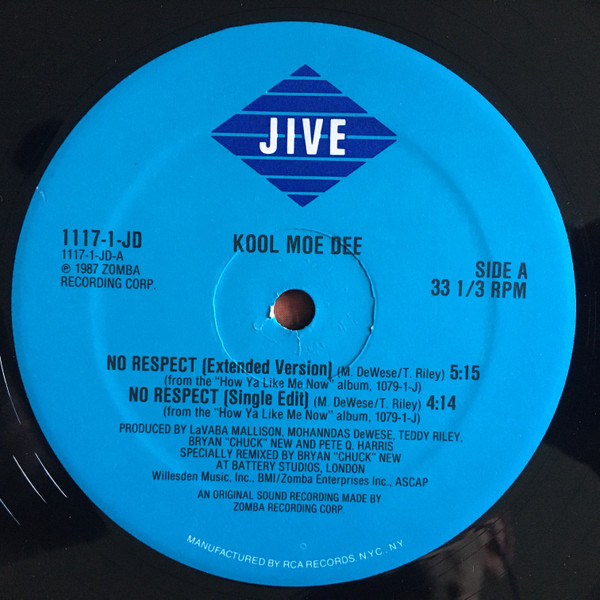 JIVE
KOOL MOE DEE
1117-1-JD
1117-1-JD-A
℗ 1987 ZOMBA
RECORDING CORP.
SIDE A
33 1/3 RPM
NO RESPECT (Extended Version) (M. DeWese/T. Riley) 5:15
(from the "How Ya Like Me Now" album, 1079-1-J)
NO RESPECT (Single Edit) (M. DeWese/T. Riley) 4:14
(from the "How Ya Like Me Now" album, 1079-1-J)
PRODUCED BY LaVABA MALLISON, MOHANNDAS DeWESE, TEDDY RILEY,
BRYAN "CHUCK" NEW AND PETE Q. HARRIS
SPECIALLY REMIXED BY BRYAN "CHUCK" NEW
AT BATTERY STUDIOS, LONDON
Willesden Music, Inc., BMI/Zomba Enterprises Inc., ASCAP
AN ORIGINAL SOUND RECORDING MADE BY
ZOMBA RECORDING CORP.
MANUFACTURED BY RCA RECORDS, N.Y.C., N.Y.